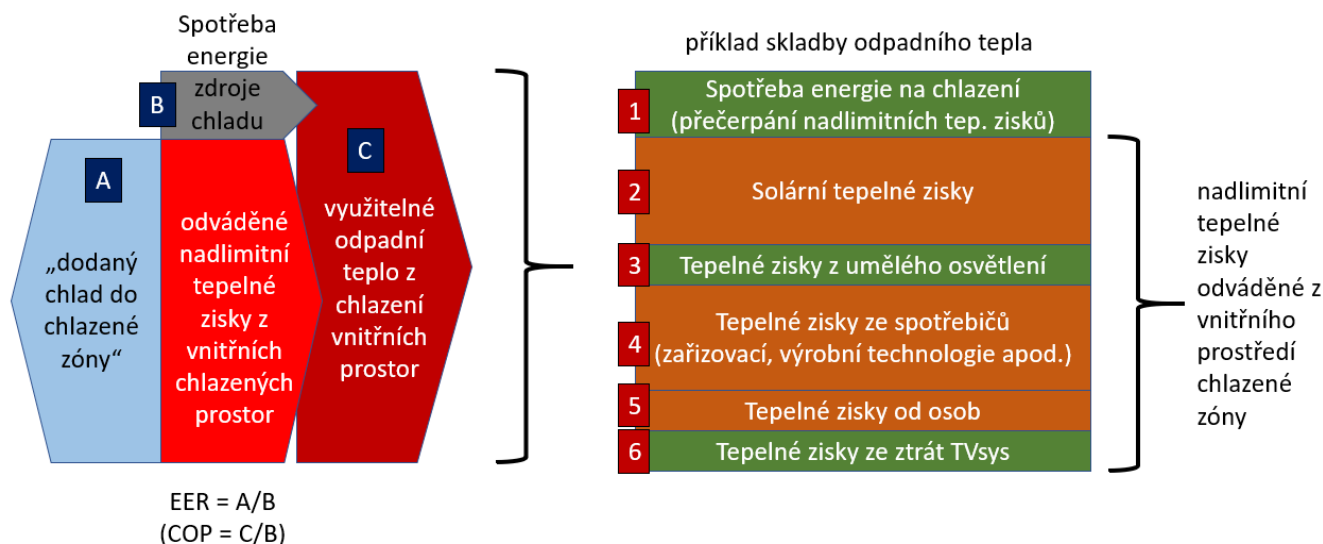 Spotřeba
energie
zdroje
chladu
B
A
„dodaný
chlad do
chlazené
zóny“
odváděné
nadlimitní
tepelné
zisky z
vnitřních
chlazených
prostor
C
využitelné
odpadní
teplo z
chlazení
vnitřních
prostor
EER = A/B
(COP = C/B)
příklad skladby odpadního tepla
1
Spotřeba energie na chlazení
(přečerpání nadlimitních tep. zisků)
2
Solární tepelné zisky
3
Tepelné zisky z umělého osvětlení
4
Tepelné zisky ze spotřebičů
(zařizovací, výrobní technologie apod.)
5
Tepelné zisky od osob
6
Tepelné zisky ze ztrát TVsys
nadlimitní
tepelné
zisky
odváděné z
vnitřního
prostředí
chlazené
zóny